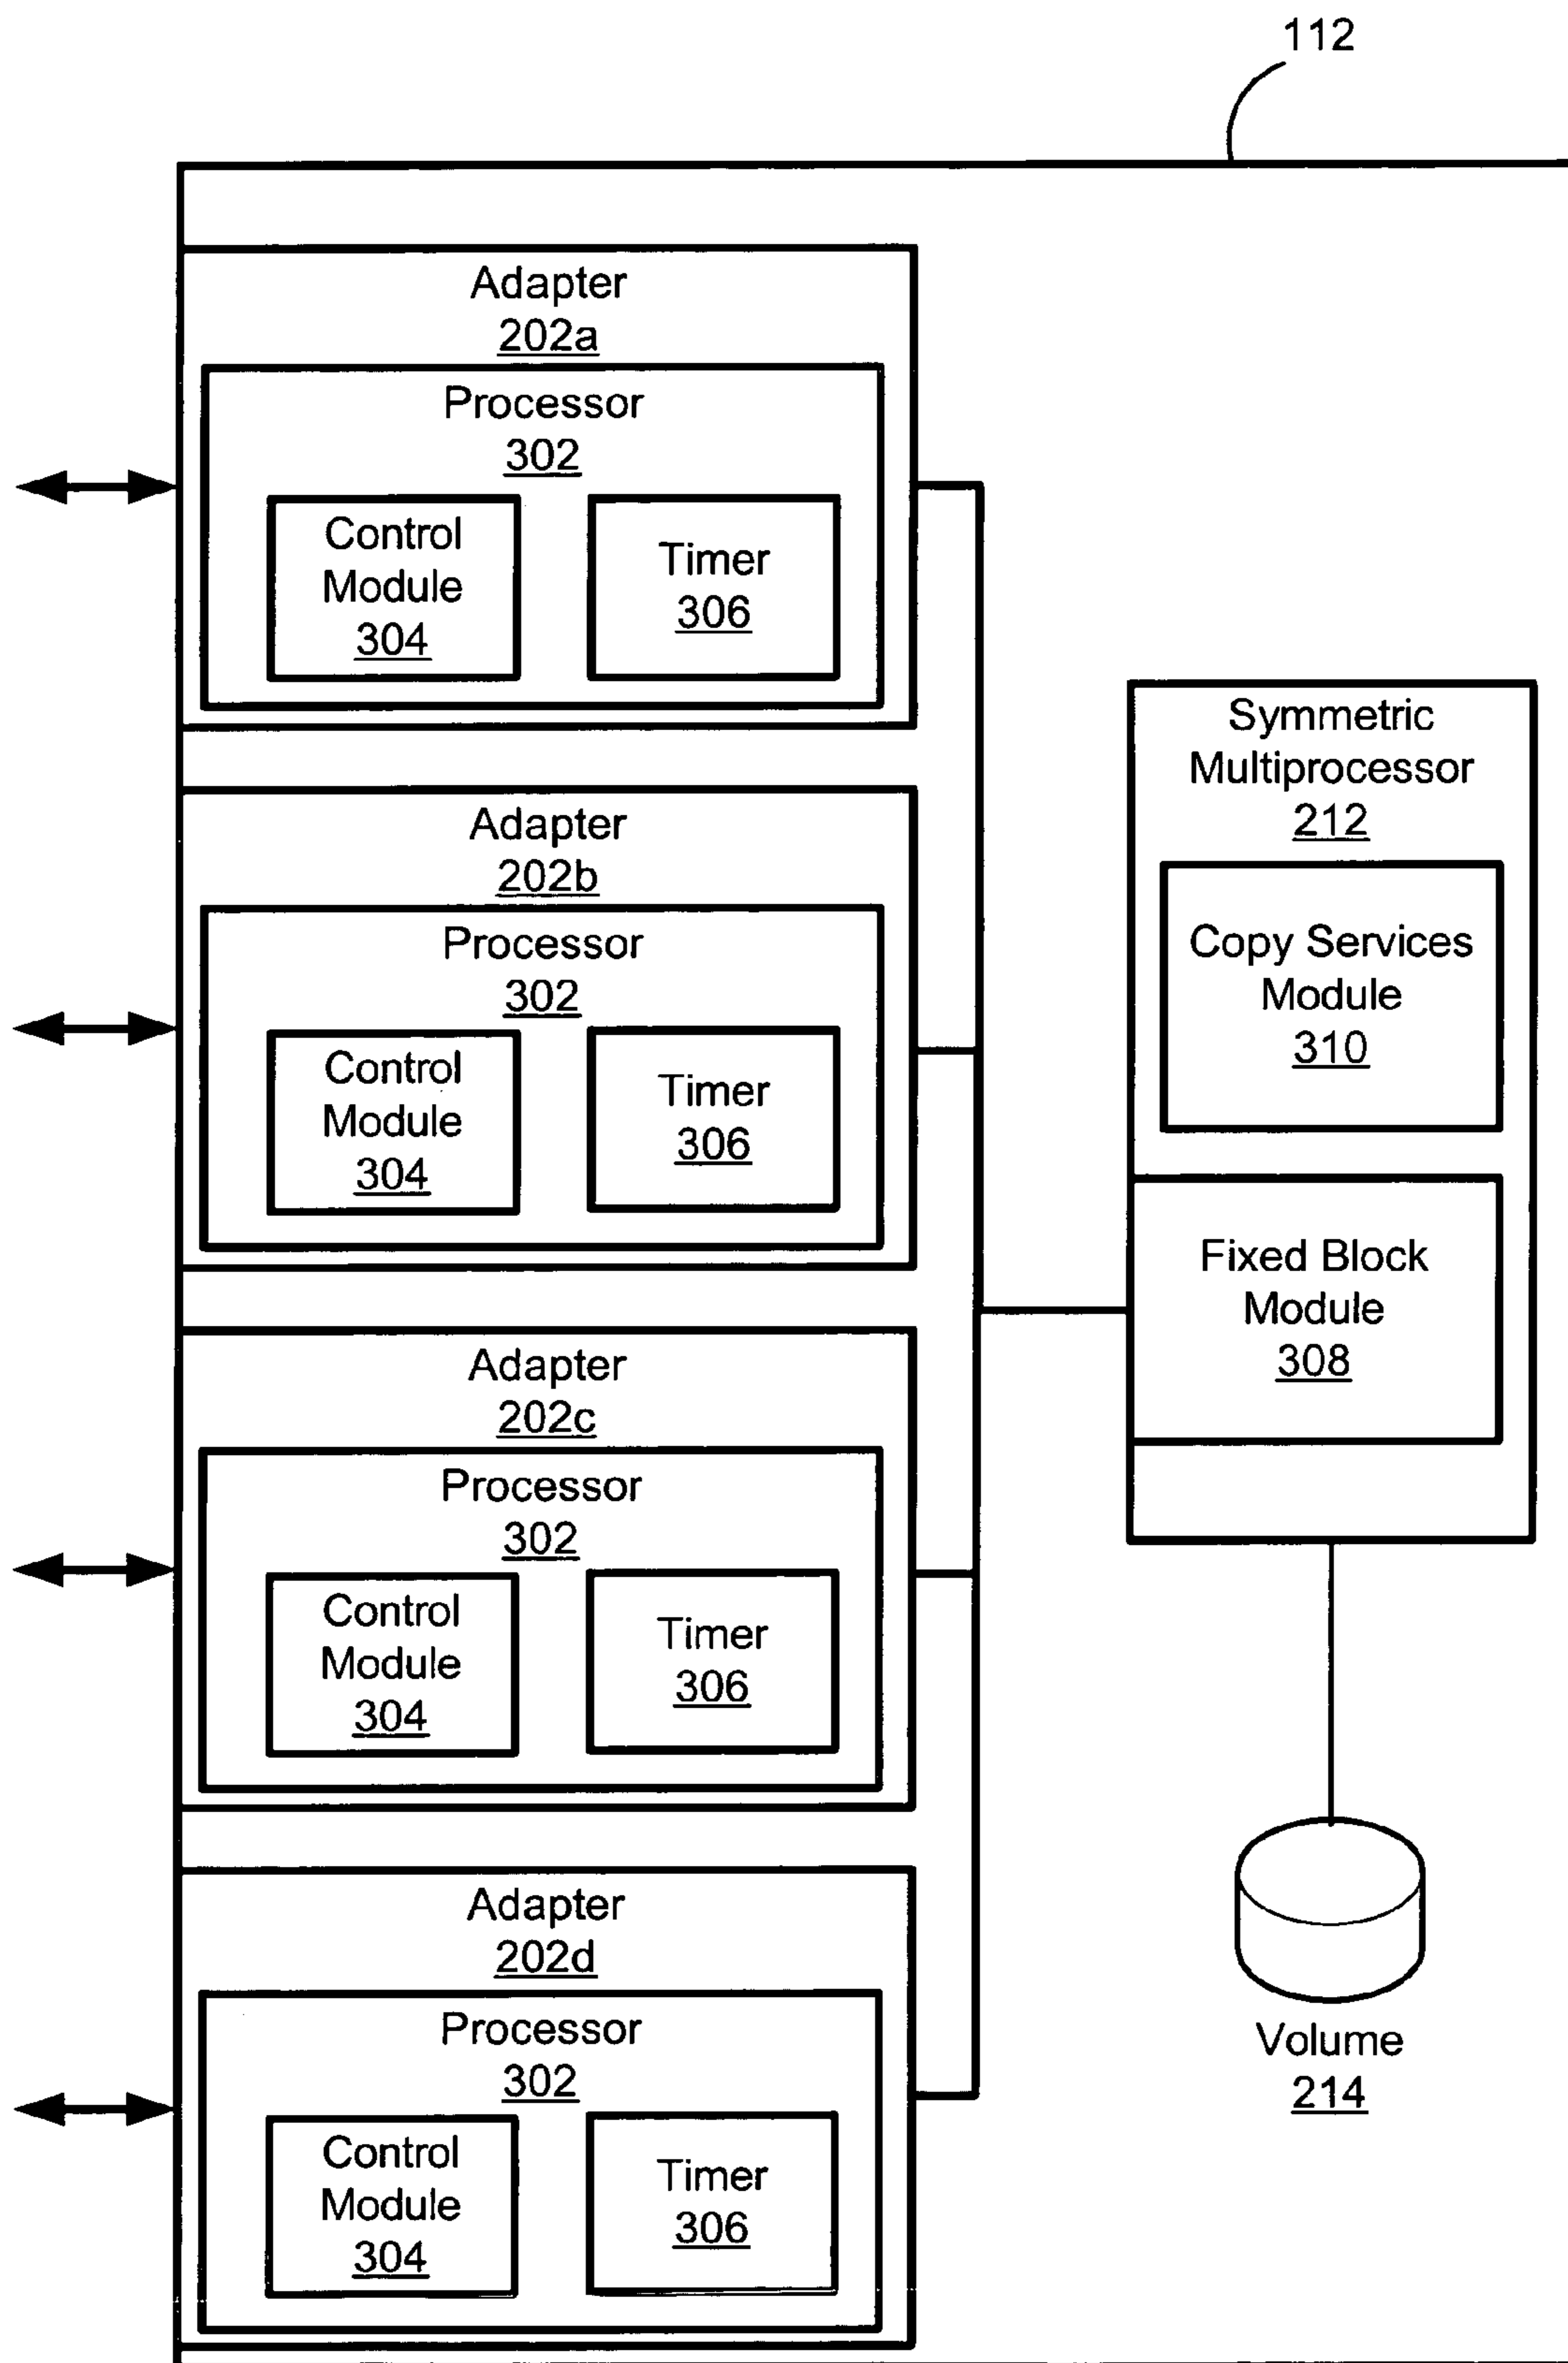 112
Adapter
202a
Processor
302
Control
Module
304
Timer
306
Adapter
202b
Processor
302
Control
Module
304
Timer
306
Adapter
202c
Processor
302
Control
Module
304
Timer
306
Adapter
202d
Processor
302
Control
Module
304
Timer
306
Symmetric
Multiprocessor
212
Copy Services
Module
310
Fixed Block
Module
308
Volume
214